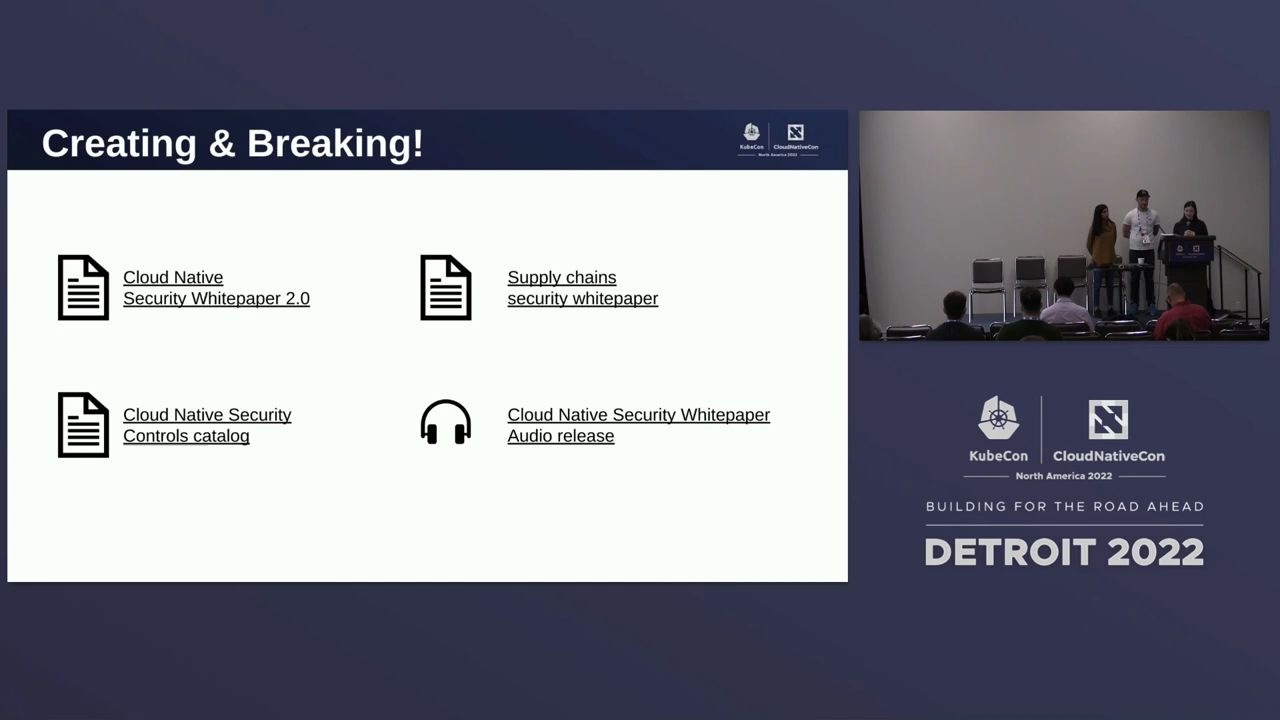 Creating & Breaking!
KubeCon
CloudNativeCon
North America 2022
Cloud Native
Security Whitepaper 2.0
Supply chains
security whitepaper
Cloud Native Security
Controls catalog
Cloud Native Security Whitepaper
Audio release
KubeCon
CloudNativeCon
North America 2022
BUILDING FOR THE ROAD AHEAD
DETROIT 2022